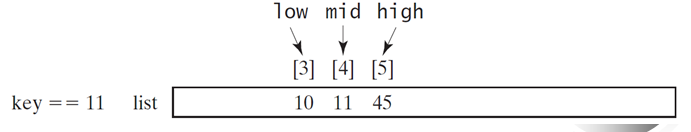 low mid high
[3] [4] [5]
key == 11 list 10 11 45